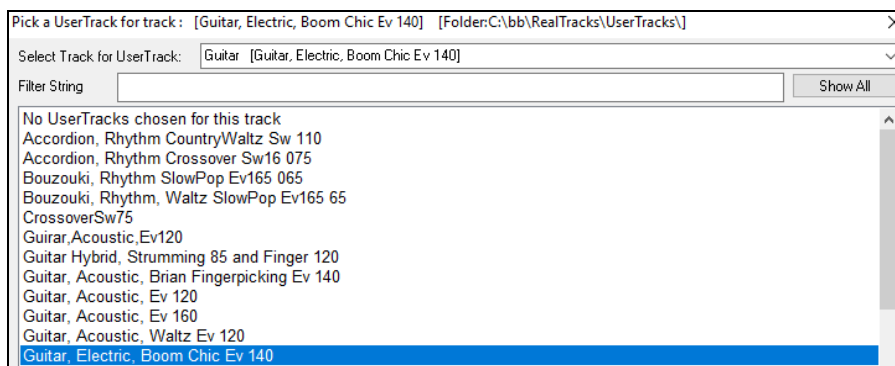 Pick a UserTrack for track : [Guitar, Electric, Boom Chic Ev 140] [Folder:C:\bb\RealTracks\UserTracks\]
Select Track for UserTrack: Guitar [Guitar, Electric, Boom Chic Ev 140]
Filter String Show All
No UserTracks chosen for this track
Accordion, Rhythm CountryWaltz Sw 110
Accordion, Rhythm Crossover Sw16 075
Bouzouki, Rhythm SlowPop Ev165 065
Bouzouki, Rhythm, Waltz SlowPop Ev165 65
CrossoverSw75
Guirar,Acoustic,Ev120
Guitar Hybrid, Strumming 85 and Finger 120
Guitar, Acoustic, Brian Fingerpicking Ev 140
Guitar, Acoustic, Ev 120
Guitar, Acoustic, Ev 160
Guitar, Acoustic, Waltz Ev 120
Guitar, Electric, Boom Chic Ev 140